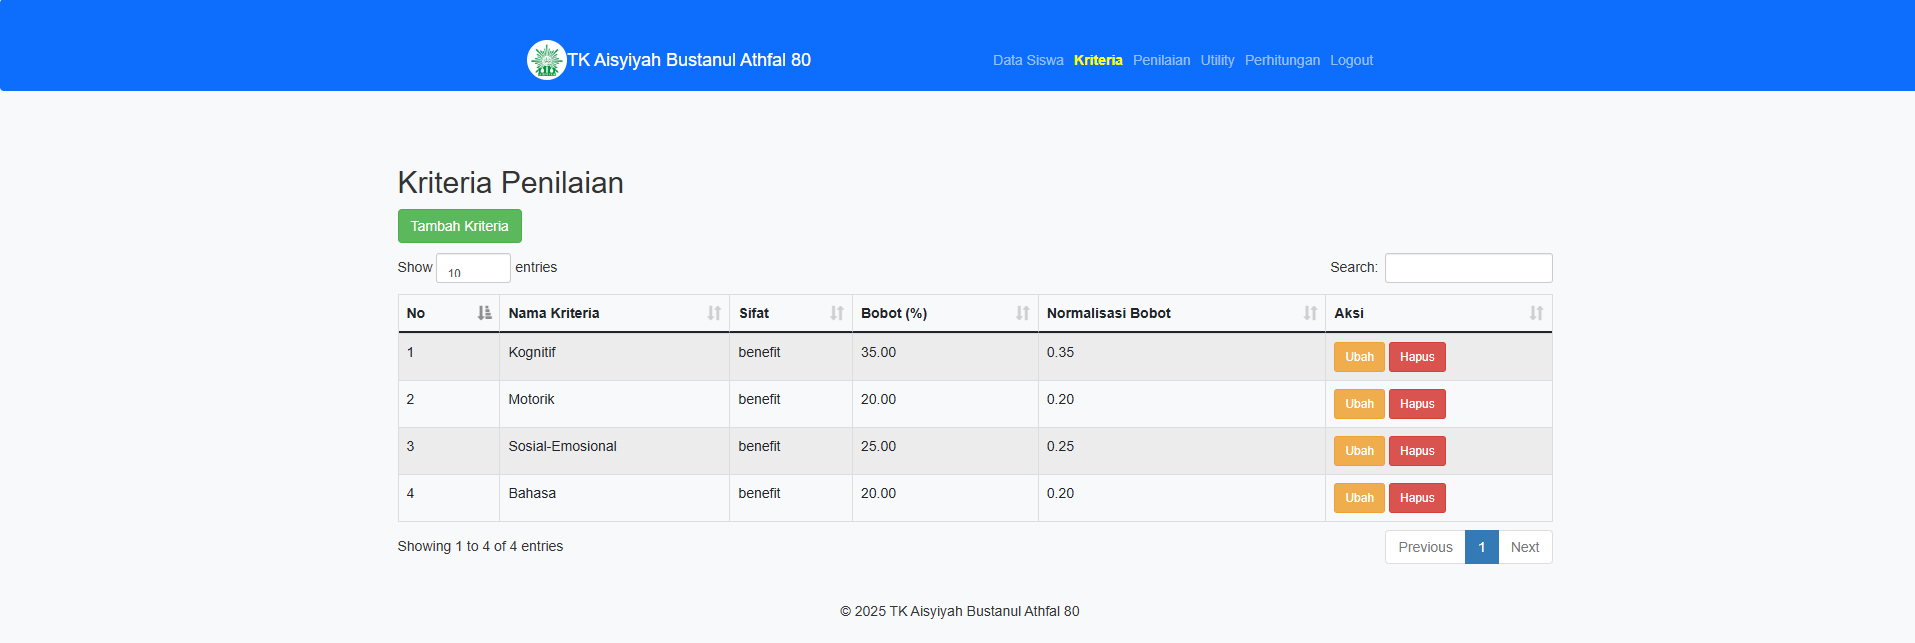 TK Aisyiyah Bustanul Athfal 80 Data Siswa Kriteria Penilaian Utility Perhitungan Logout
Kriteria Penilaian
Tambah Kriteria
Show 10 entries Search:
No Nama Kriteria Sifat Bobot (%) Normalisasi Bobot Aksi
1 Kognitif benefit 35.00 0.35 Ubah Hapus
2 Motorik benefit 20.00 0.20 Ubah Hapus
3 Sosial-Emosional benefit 25.00 0.25 Ubah Hapus
4 Bahasa benefit 20.00 0.20 Ubah Hapus
Showing 1 to 4 of 4 entries Previous 1 Next
© 2025 TK Aisyiyah Bustanul Athfal 80